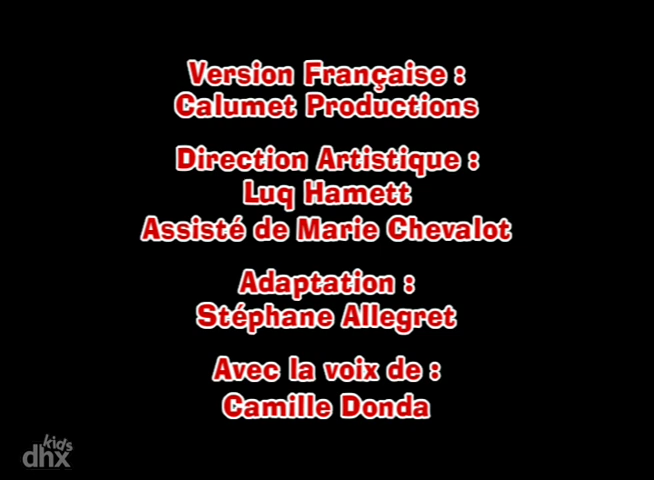 Version Française :
Calumet Productions
Direction Artistique :
Luq Hamett
Assisté de Marie Chevalot
Adaptation :
Stéphane Allegret
Avec la voix de :
Camille Donda
kids
dhx